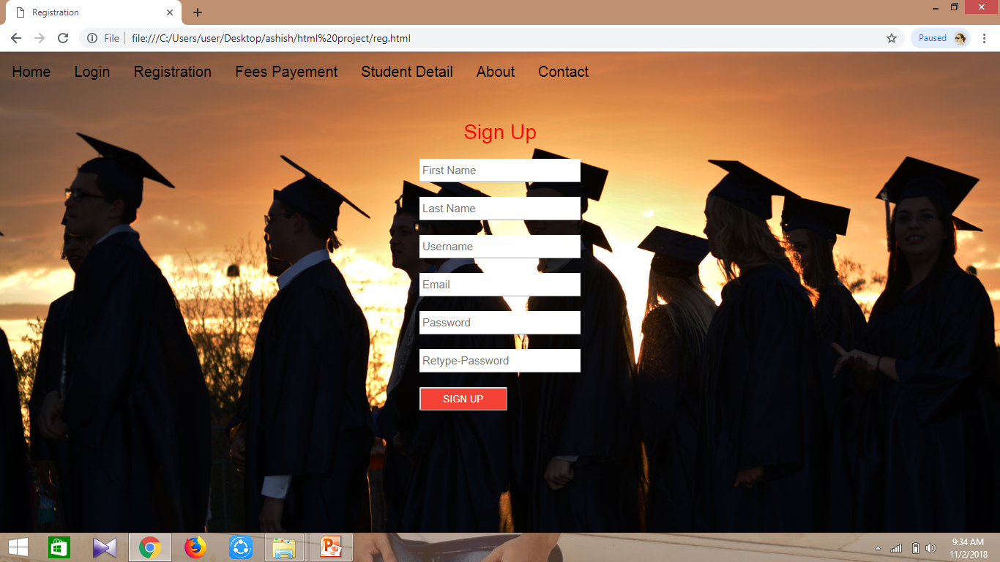 Registration
File file:///C:/Users/user/Desktop/ashish/html%20project/reg.html Paused
Home Login Registration Fees Payement Student Detail About Contact
Sign Up
First Name
Last Name
Username
Email
Password
Retype-Password
SIGN UP
9:34 AM
11/2/2018